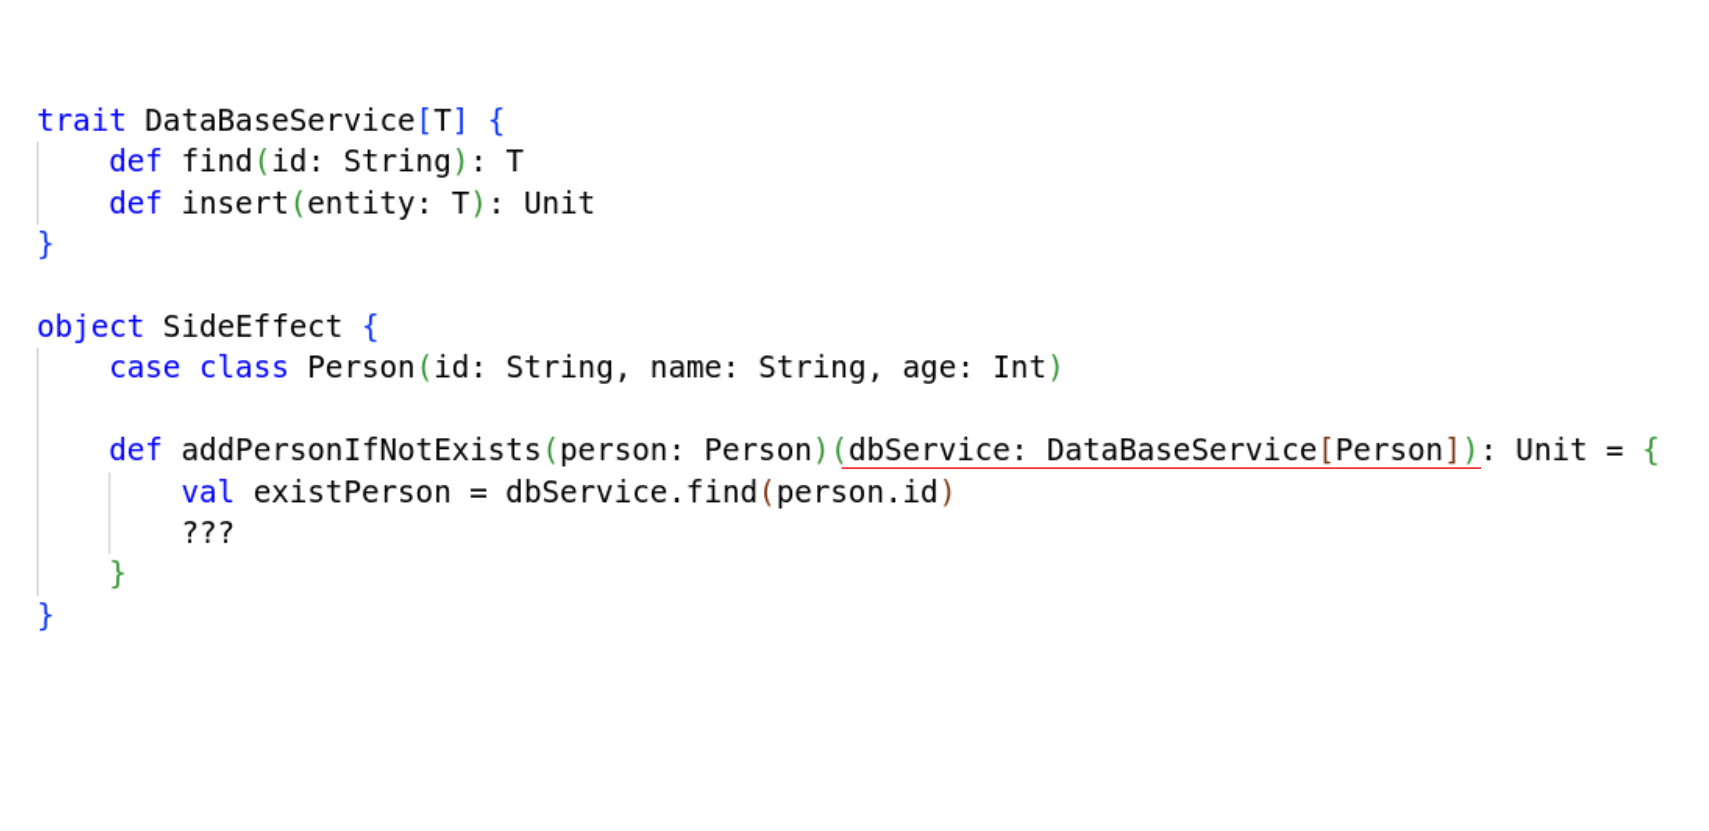 trait DataBaseService[T] {
    def find(id: String): T
    def insert(entity: T): Unit
}
object SideEffect {
    case class Person(id: String, name: String, age: Int)
    def addPersonIfNotExists(person: Person)(dbService: DataBaseService[Person]): Unit = {
        val existPerson = dbService.find(person.id)
        ???
    }
}